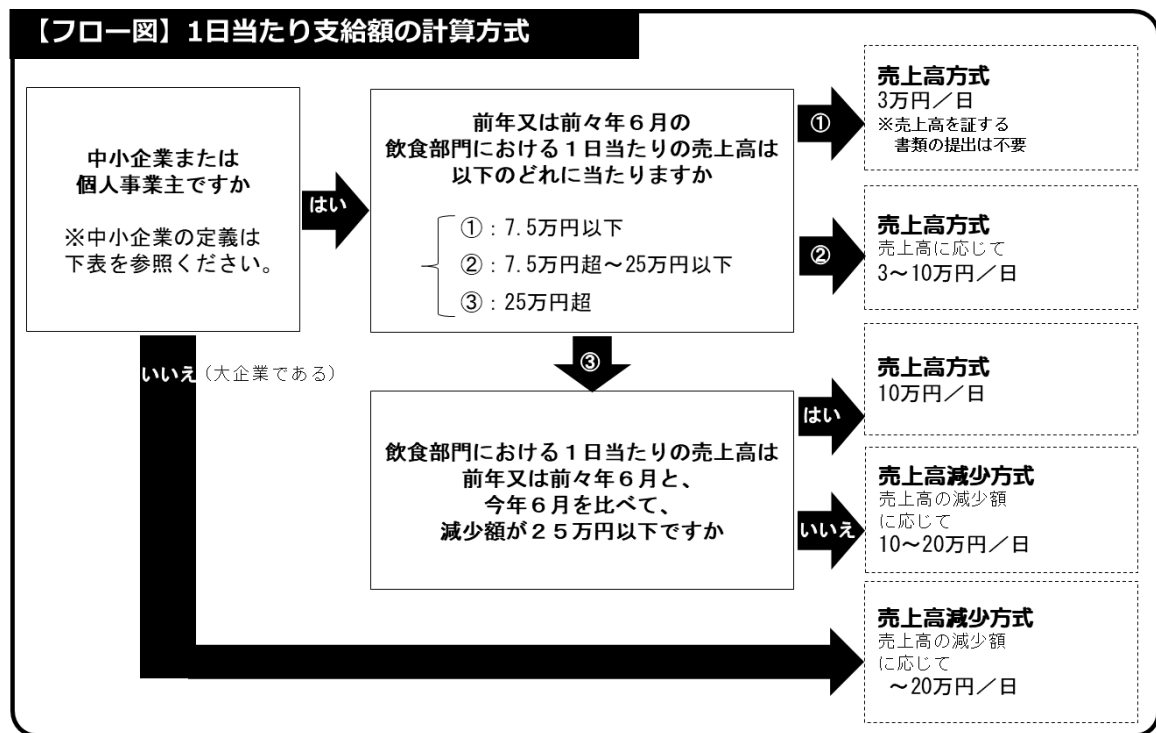 【フロー図】1日当たり支給額の計算方式
中小企業または
個人事業主ですか
※中小企業の定義は
下表を参照ください。
はい
前年又は前々年６月の
飲食部門における１日当たりの売上高は
以下のどれに当たりますか
①：7.5万円以下
②：7.5万円超～25万円以下
③：25万円超
①
売上高方式
3万円／日
※売上高を証する
書類の提出は不要
②
売上高方式
売上高に応じて
3～10万円／日
いいえ（大企業である）
③
飲食部門における１日当たりの売上高は
前年又は前々年６月と、
今年６月を比べて、
減少額が２５万円以下ですか
はい
売上高方式
10万円／日
いいえ
売上高減少方式
売上高の減少額
に応じて
10～20万円／日
売上高減少方式
売上高の減少額
に応じて
～20万円／日